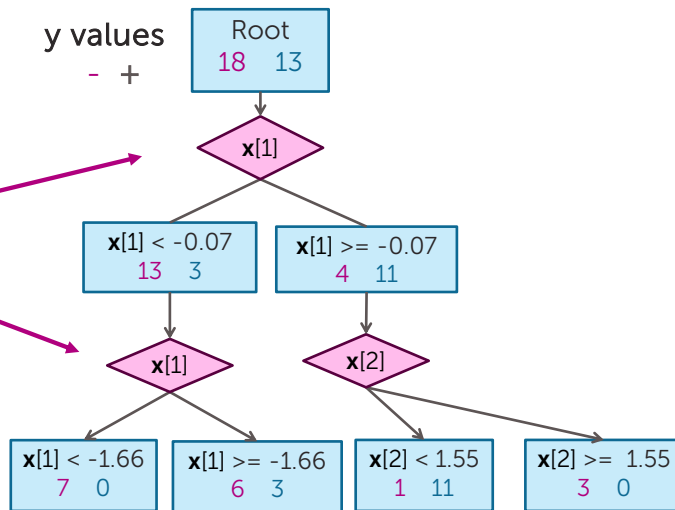 y values
- +
Root
18 13
x[1]
x[1] < -0.07
13 3
x[1] >= -0.07
4 11
x[1]
x[2]
x[1] < -1.66
7 0
x[1] >= -1.66
6 3
x[2] < 1.55
1 11
x[2] >= 1.55
3 0